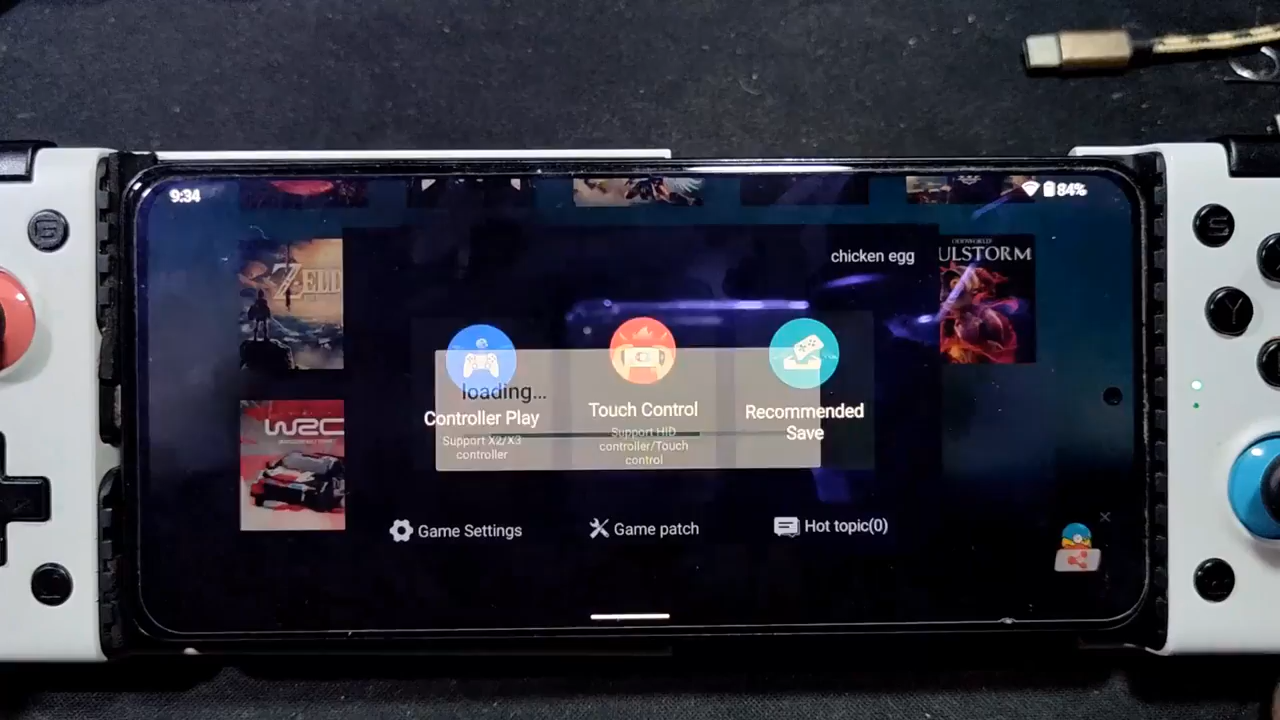 9:34
84%
ZELD
chicken egg
ODDWORLD
ULSTORM
loading...
Controller Play
Support X2/X3
controller
Touch Control
Support HID
controller/Touch
control
Recommended
Save
WRC
Game Settings
Game patch
Hot topic(0)
G
S
Y